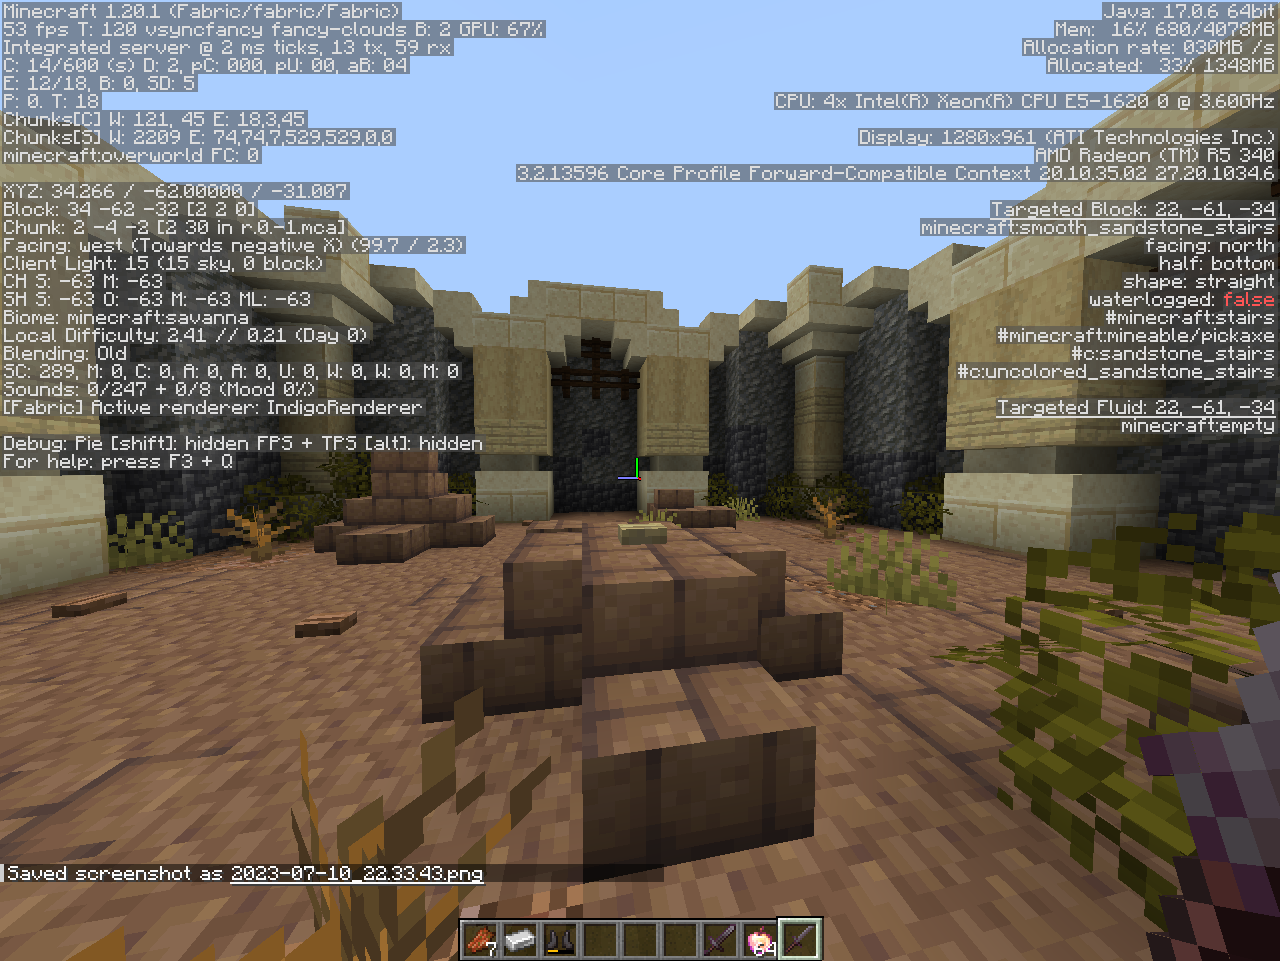 Minecraft 1.20.1 (Fabric/fabric/Fabric)
53 fps T: 120 vsyncfancy fancy-clouds B: 2 GPU: 67%
Integrated server @ 2 ms ticks, 13 tx, 59 rx
C: 14/600 (s) D: 2, pC: 000, pU: 00, aB: 04
E: 12/18, B: 0, SD: 5
P: 0. T: 18
Chunks[C] W: 121, 45 E: 18,3,45
Chunks[S] W: 2209 E: 74,74,7,529,529,0,0
minecraft:overworld FC: 0
XYZ: 34.266 / -62.00000 / -31.007
Block: 34 -62 -32 [2 2 0]
Chunk: 2 -4 -2 [2 30 in r.0.-1.mca]
Facing: west (Towards negative X) (99.7 / 2.3)
Client Light: 15 (15 sky, 0 block)
CH S: -63 M: -63
SH S: -63 O: -63 M: -63 ML: -63
Biome: minecraft:savanna
Local Difficulty: 2.41 // 0.21 (Day 0)
Blending: Old
SC: 289, M: 0, C: 0, A: 0, A: 0, U: 0, W: 0, W: 0, M: 0
Sounds: 0/247 + 0/8 (Mood 0%)
[Fabric] Active renderer: IndigoRenderer
Debug: Pie [shift]: hidden FPS + TPS [alt]: hidden
For help: press F3 + Q
Java: 17.0.6 64bit
Mem: 16% 680/4078MB
Allocation rate: 030MB /s
Allocated: 33% 1348MB
CPU: 4x Intel(R) Xeon(R) CPU E5-1620 0 @ 3.60GHz
Display: 1280x961 (ATI Technologies Inc.)
AMD Radeon (TM) R5 340
3.2.13596 Core Profile Forward-Compatible Context 20.10.35.02 27.20.1034.6
Targeted Block: 22, -61, -34
minecraft:smooth_sandstone_stairs
facing: north
half: bottom
shape: straight
waterlogged: false
#minecraft:stairs
#minecraft:mineable/pickaxe
#c:sandstone_stairs
#c:uncolored_sandstone_stairs
Targeted Fluid: 22, -61, -34
minecraft:empty
Saved screenshot as 2023-07-10_22.33.43.png
7
64